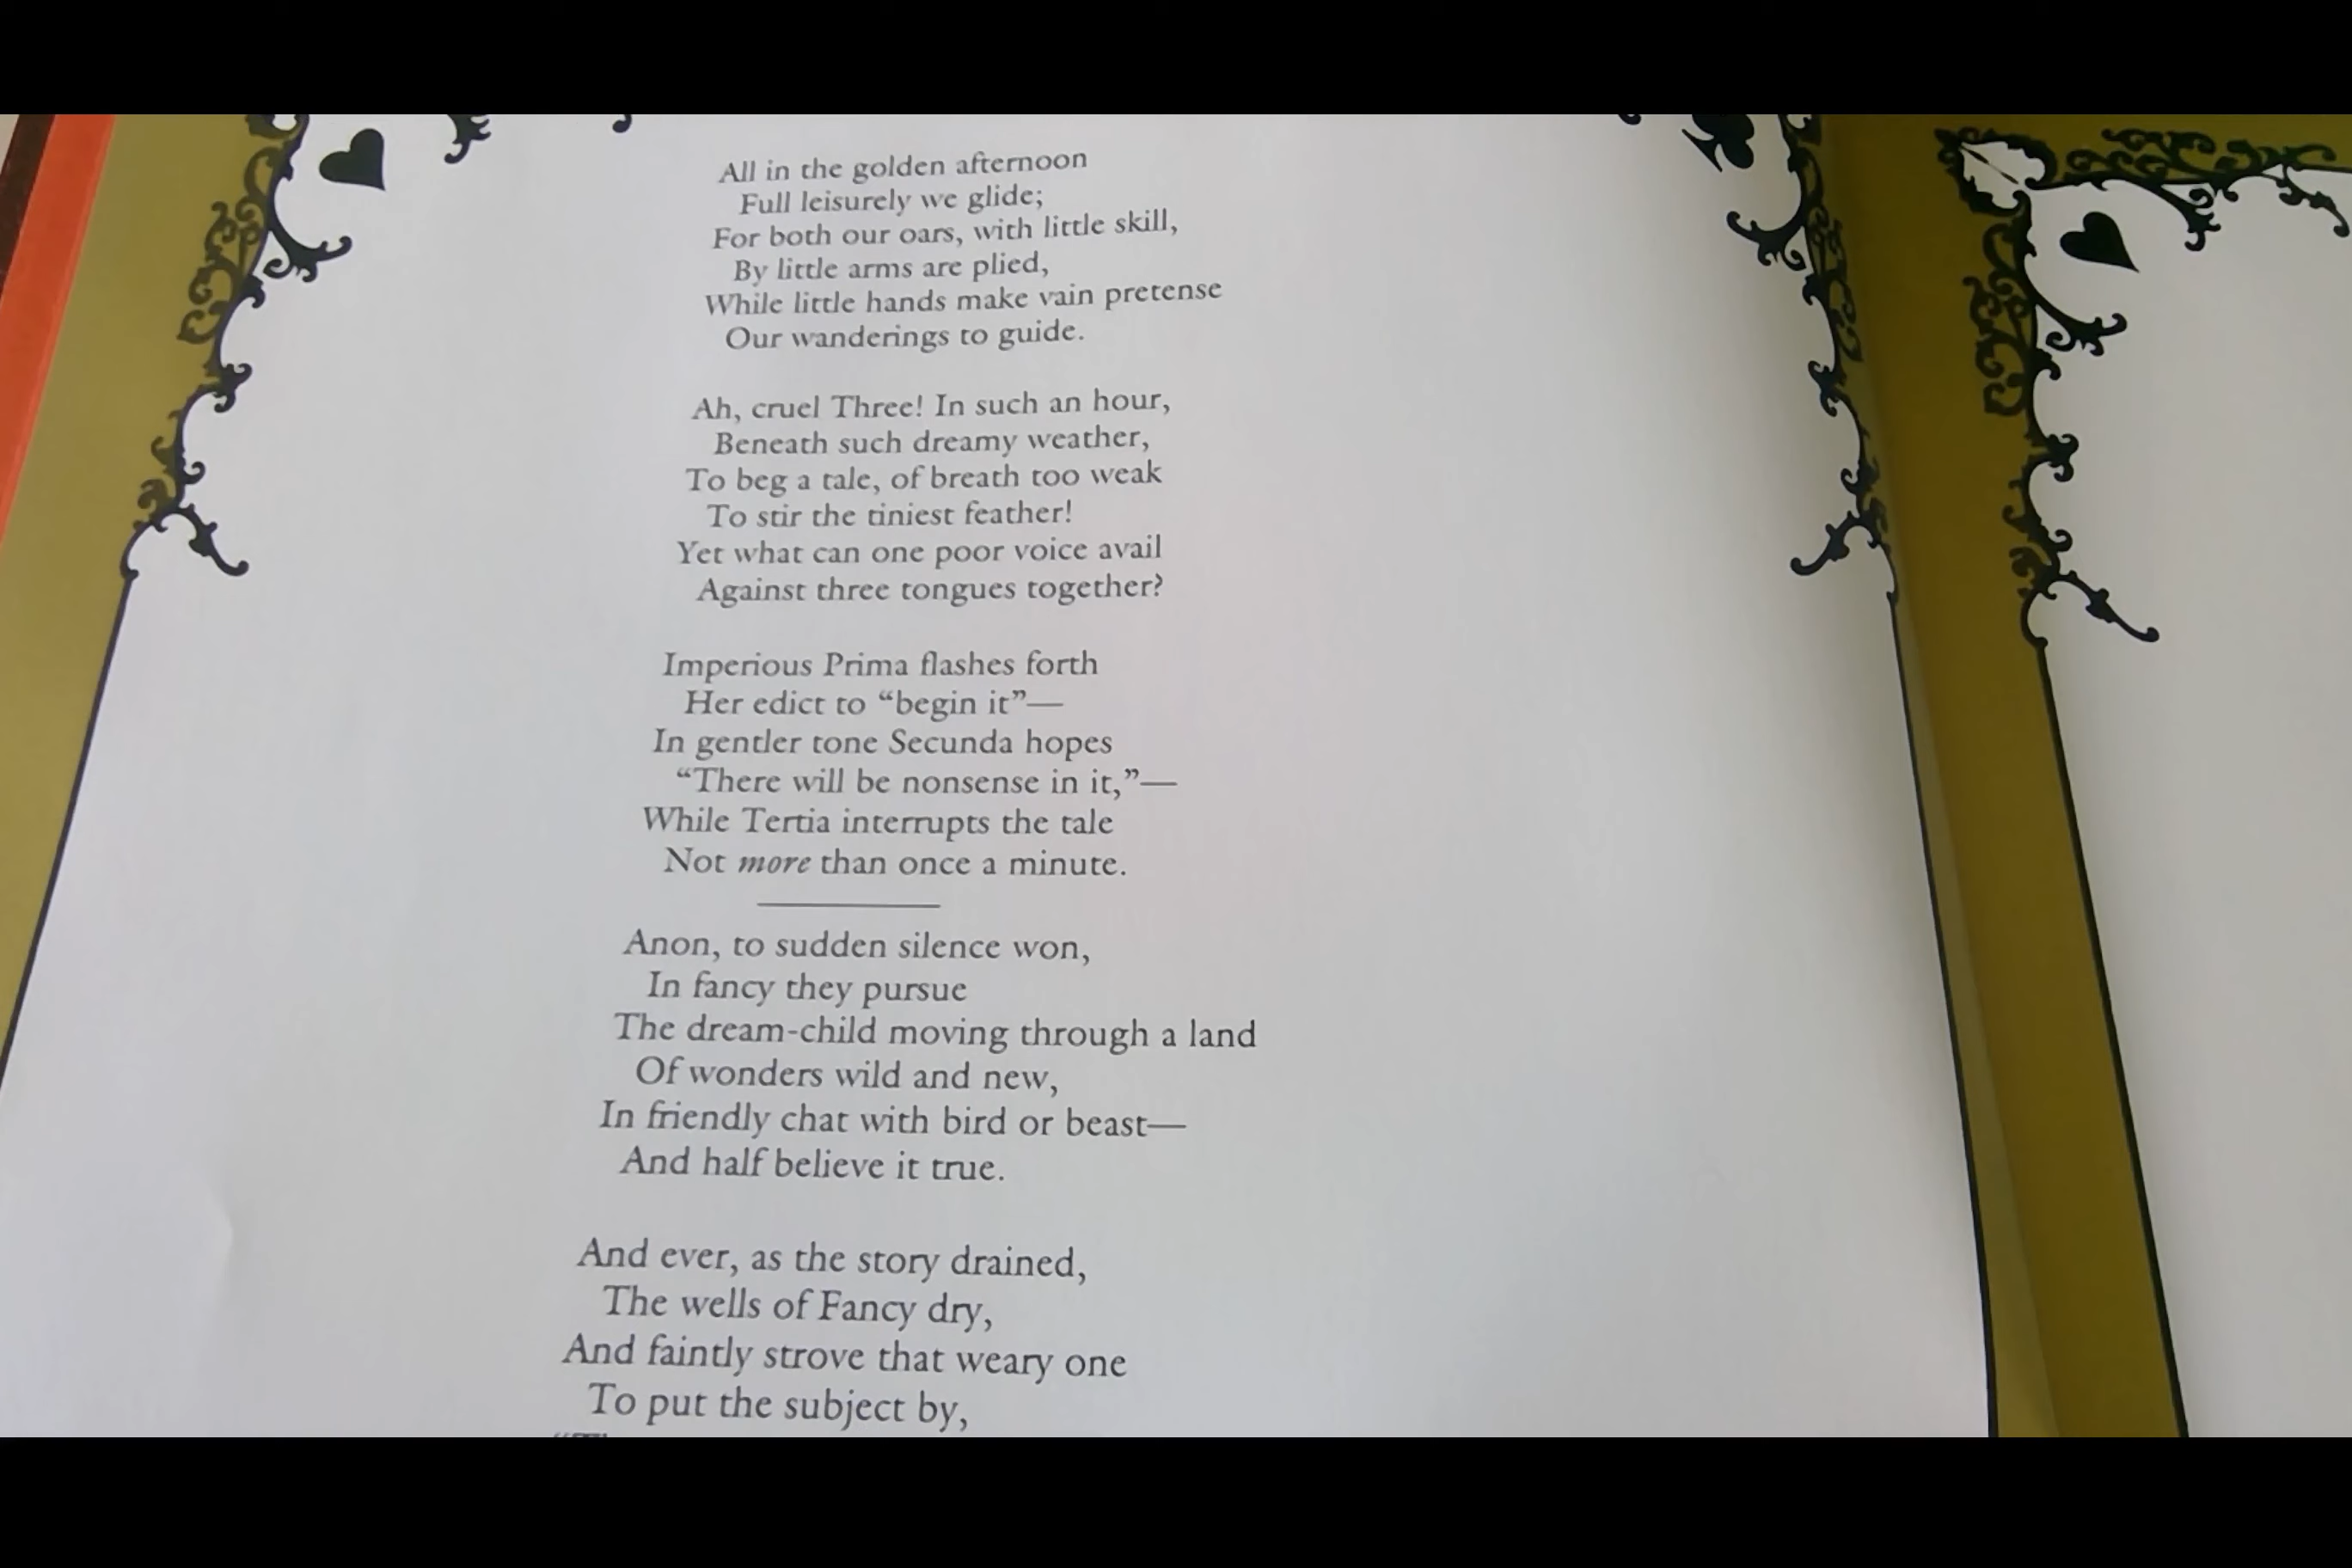 All in the golden afternoon
Full leisurely we glide;
For both our oars, with little skill,
By little arms are plied,
While little hands make vain pretense
Our wanderings to guide.
Ah, cruel Three! In such an hour,
Beneath such dreamy weather,
To beg a tale, of breath too weak
To stir the tiniest feather!
Yet what can one poor voice avail
Against three tongues together?
Imperious Prima flashes forth
Her edict to “begin it”—
In gentler tone Secunda hopes
“There will be nonsense in it,”—
While Tertia interrupts the tale
Not more than once a minute.
Anon, to sudden silence won,
In fancy they pursue
The dream-child moving through a land
Of wonders wild and new,
In friendly chat with bird or beast—
And half believe it true.
And ever, as the story drained,
The wells of Fancy dry,
And faintly strove that weary one
To put the subject by,